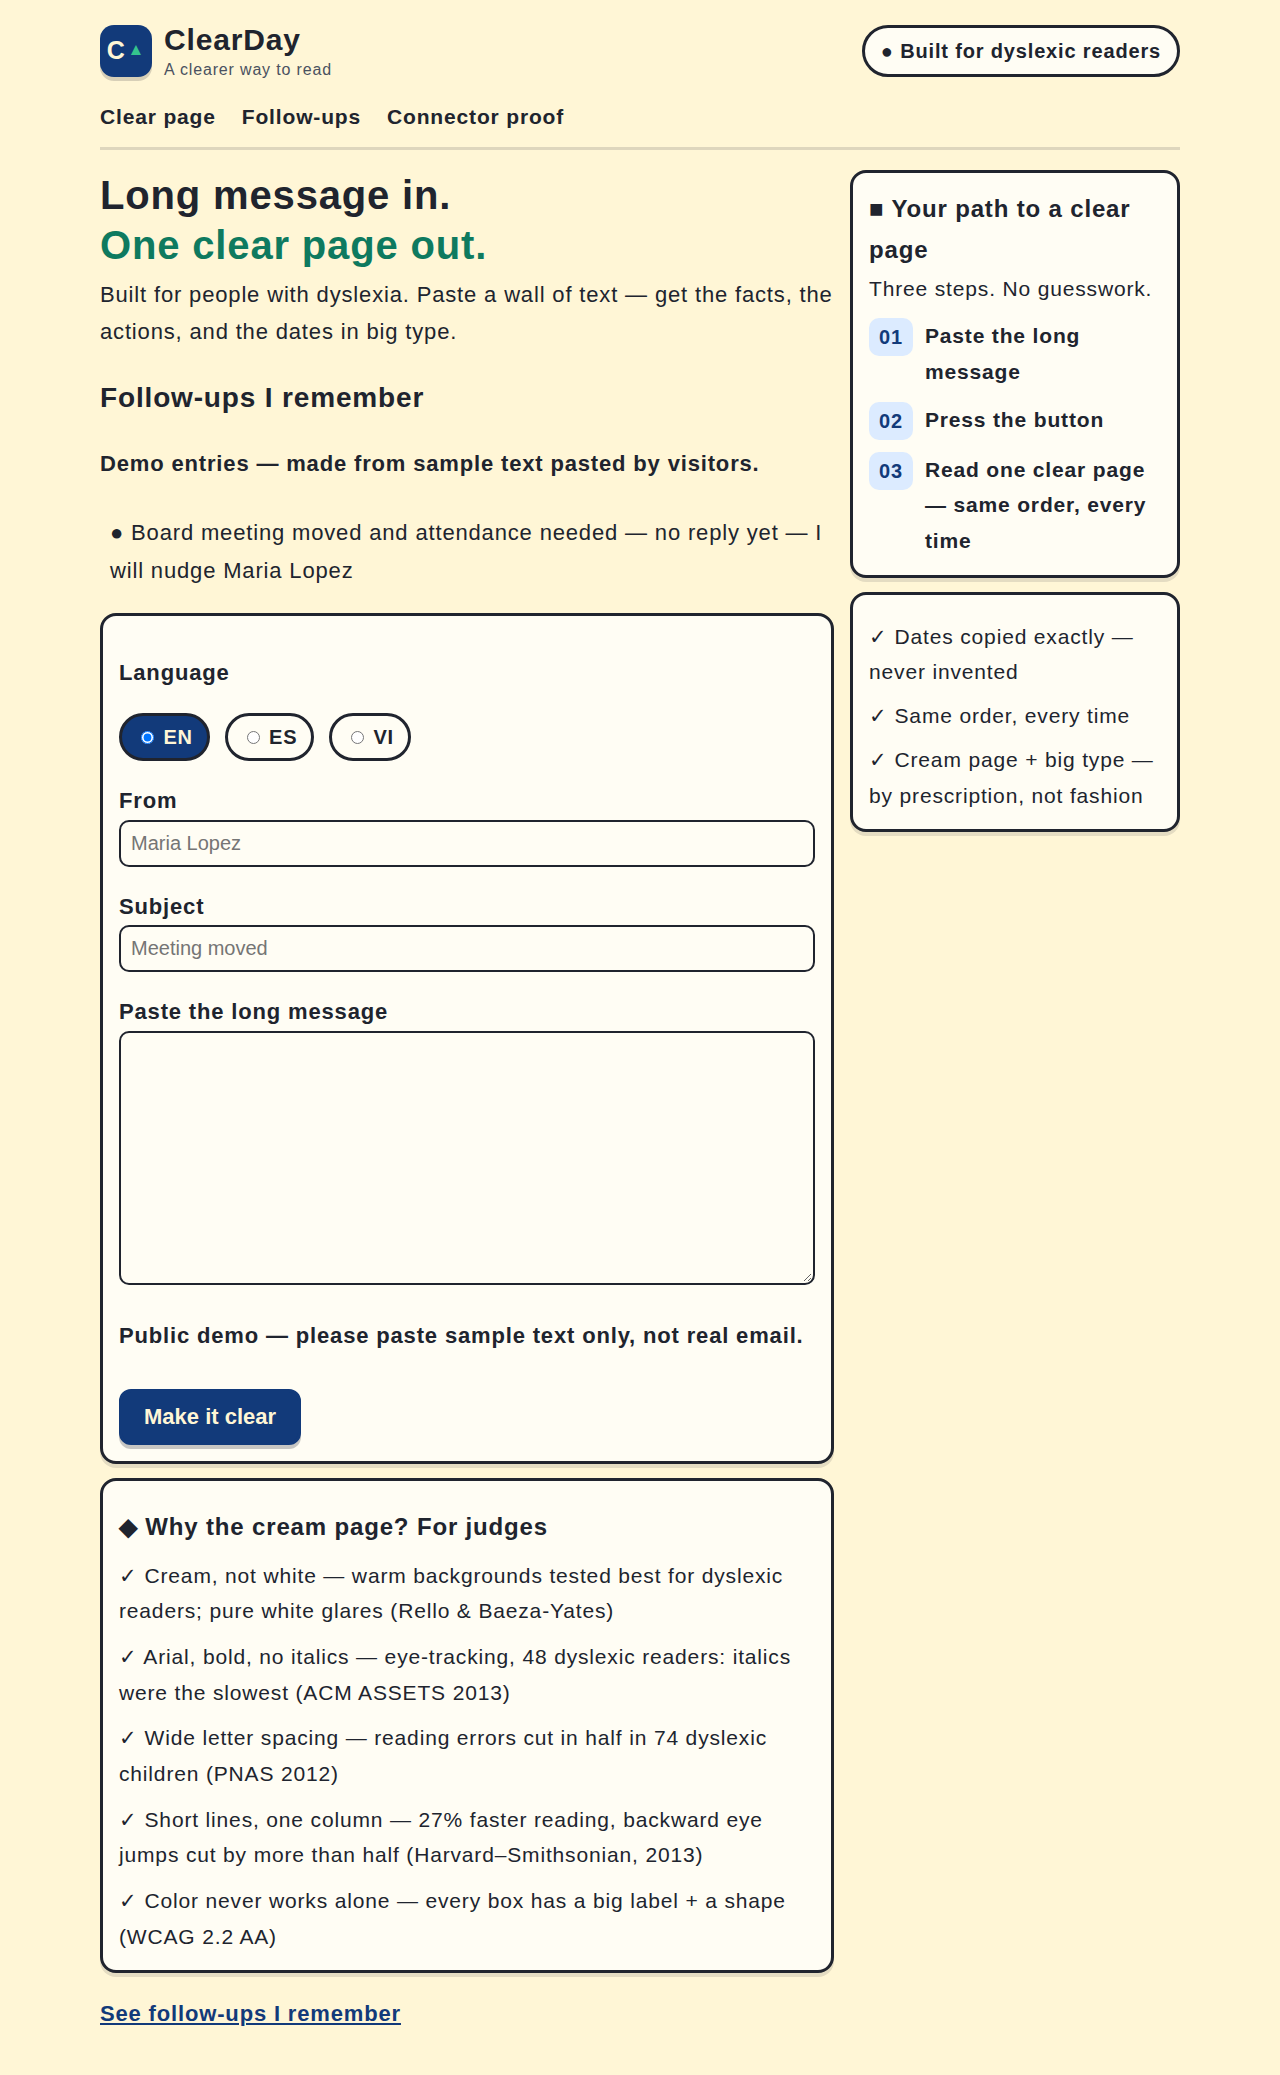 C▲
ClearDay
A clearer way to read
● Built for dyslexic readers
Clear page
Follow-ups
Connector proof
Long message in.
One clear page out.
Built for people with dyslexia. Paste a wall of text — get the facts, the
actions, and the dates in big type.
Follow-ups I remember
Demo entries — made from sample text pasted by visitors.
● Board meeting moved and attendance needed — no reply yet — I
will nudge Maria Lopez
Language
EN
ES
VI
From
Maria Lopez
Subject
Meeting moved
Paste the long message
Public demo — please paste sample text only, not real email.
Make it clear
◆ Why the cream page? For judges
✓ Cream, not white — warm backgrounds tested best for dyslexic
readers; pure white glares (Rello & Baeza-Yates)
✓ Arial, bold, no italics — eye-tracking, 48 dyslexic readers: italics
were the slowest (ACM ASSETS 2013)
✓ Wide letter spacing — reading errors cut in half in 74 dyslexic
children (PNAS 2012)
✓ Short lines, one column — 27% faster reading, backward eye
jumps cut by more than half (Harvard–Smithsonian, 2013)
✓ Color never works alone — every box has a big label + a shape
(WCAG 2.2 AA)
See follow-ups I remember
■ Your path to a clear
page
Three steps. No guesswork.
01 Paste the long
message
02 Press the button
03 Read one clear page
— same order, every
time
✓ Dates copied exactly —
never invented
✓ Same order, every time
✓ Cream page + big type —
by prescription, not fashion